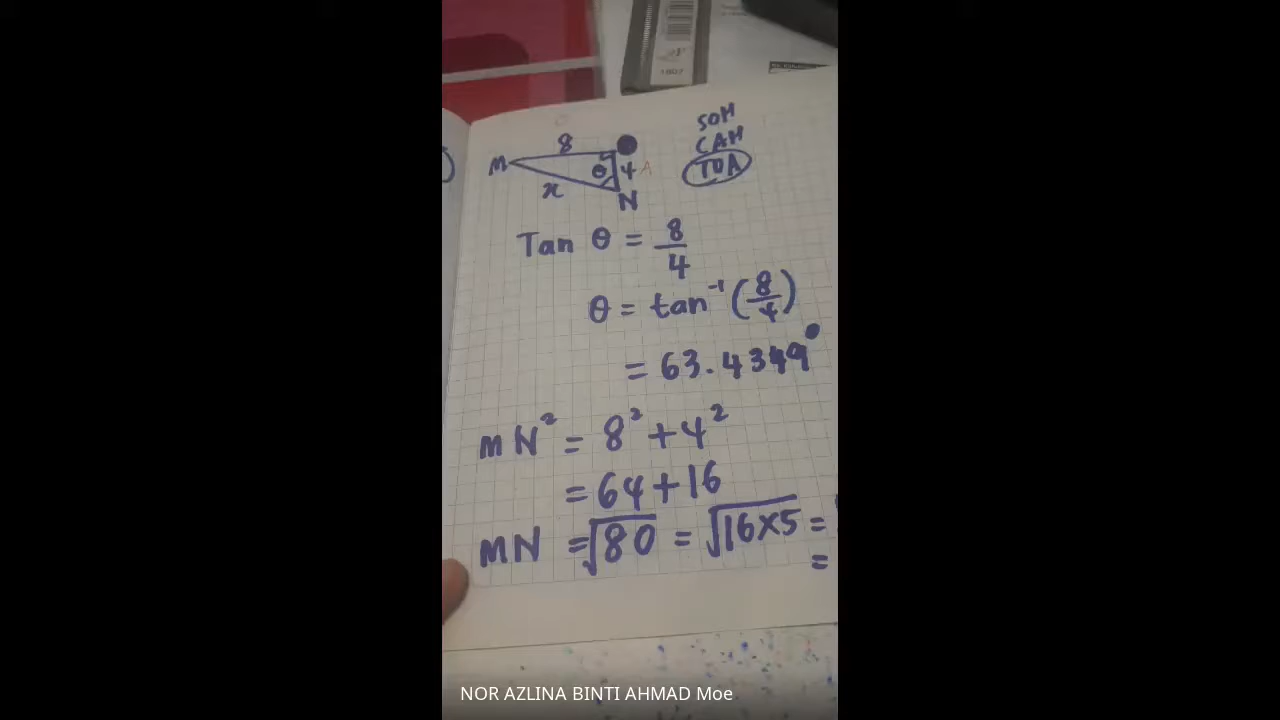 SOH
CAH
TOA
8
M
θ
4 A
x
N
Tan θ = 8/4
θ = tan⁻¹ (8/4)
= 63.4349°
MN² = 8² + 4²
= 64 + 16
MN = √80 = √16×5 =
=
NOR AZLINA BINTI AHMAD Moe